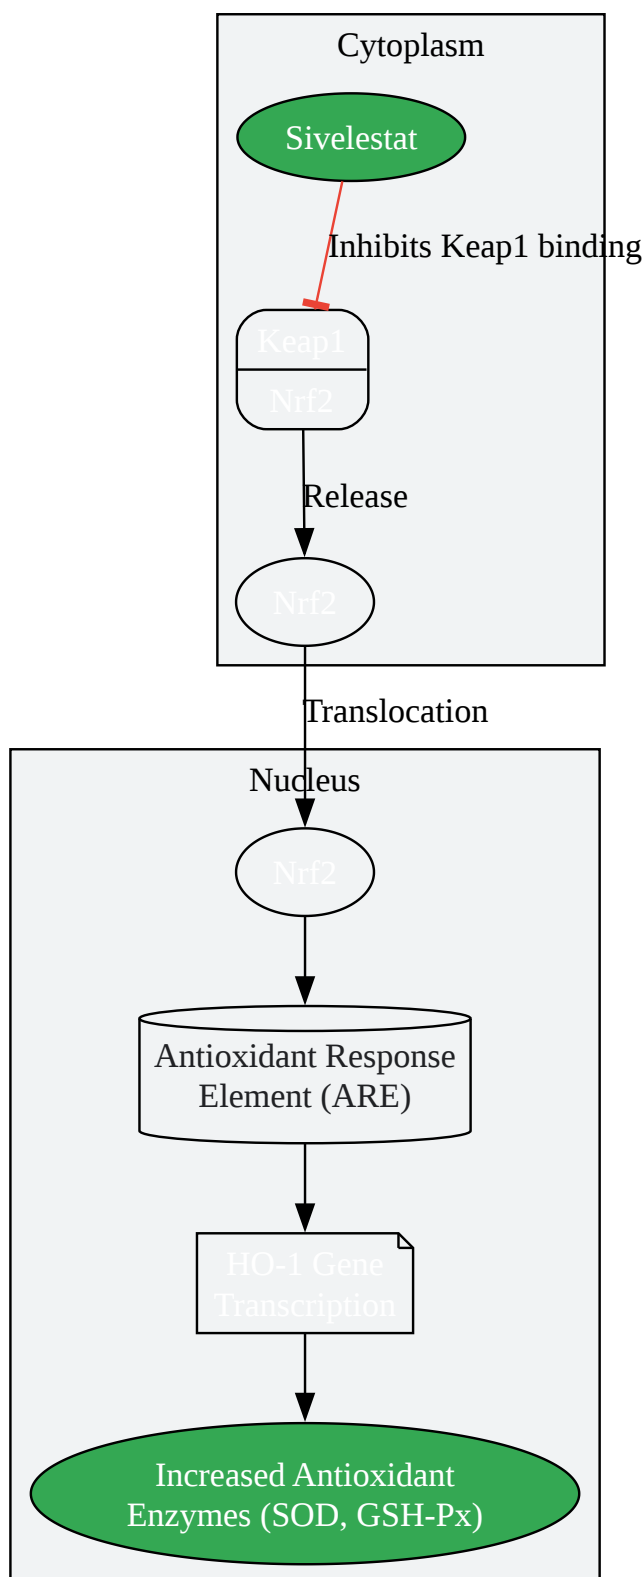 Cytoplasm
Sivelestat
Inhibits Keap1 binding
Keap1
Nrf2
Release
Nrf2
Translocation
Nucleus
Nrf2
Antioxidant Response
Element (ARE)
HO-1 Gene
Transcription
Increased Antioxidant
Enzymes (SOD, GSH-Px)